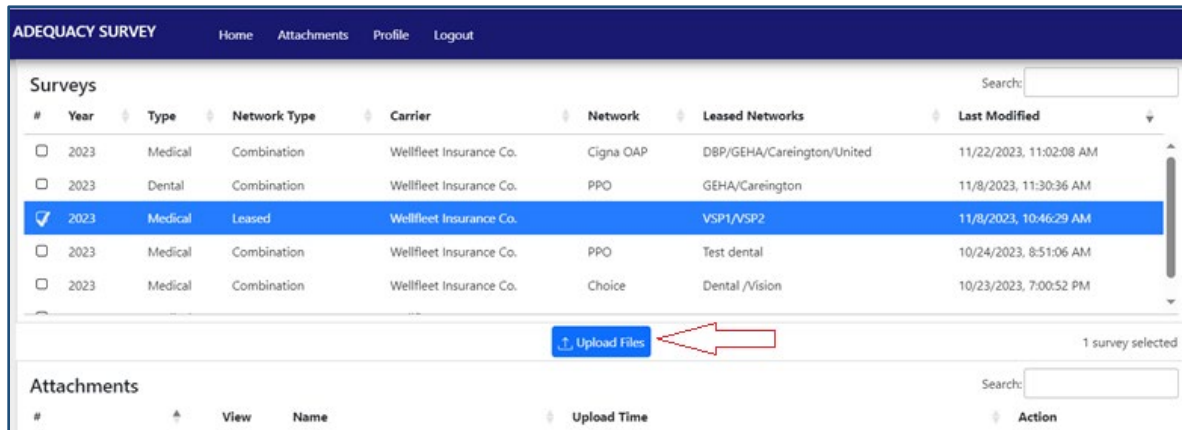 ADEQUACY SURVEY Home Attachments Profile Logout
Surveys Search:
# Year Type Network Type Carrier Network Leased Networks Last Modified
2023 Medical Combination Wellfleet Insurance Co. Cigna OAP DBP/GEHA/Careington/United 11/22/2023, 11:02:08 AM
2023 Dental Combination Wellfleet Insurance Co. PPO GEHA/Careington 11/8/2023, 11:30:36 AM
2023 Medical Leased Wellfleet Insurance Co. VSP1/VSP2 11/8/2023, 10:46:29 AM
2023 Medical Combination Wellfleet Insurance Co. PPO Test dental 10/24/2023, 8:51:06 AM
2023 Medical Combination Wellfleet Insurance Co. Choice Dental /Vision 10/23/2023, 7:00:52 PM
Upload Files 1 survey selected
Attachments Search:
# View Name Upload Time Action